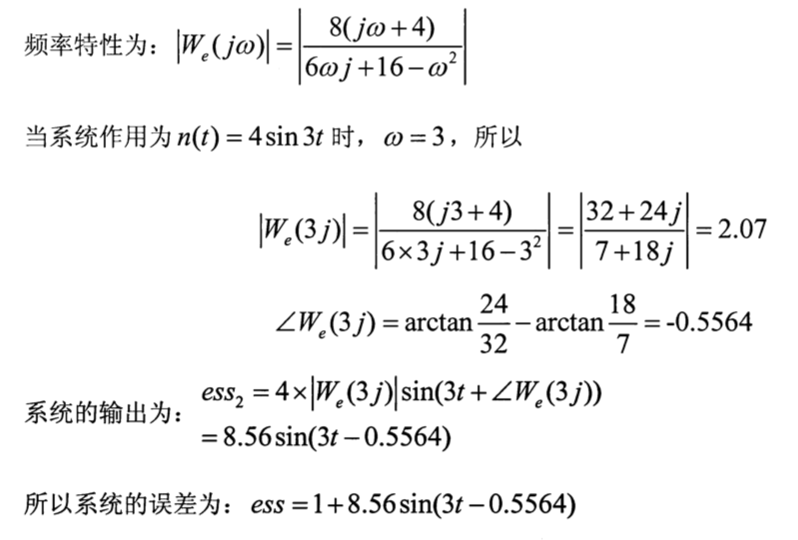 频率特性为：|W_e(jω)| = |8(jω+4) / (6ωj+16−ω²)|
当系统作用为 n(t) = 4sin3t 时，ω = 3，所以
|W_e(3j)| = |8(j3+4) / (6×3j+16−3²)| = |(32+24j) / (7+18j)| = 2.07
∠W_e(3j) = arctan 24/32 − arctan 18/7 = -0.5564
系统的输出为：ess₂ = 4×|W_e(3j)|sin(3t+∠W_e(3j))
= 8.56sin(3t−0.5564)
所以系统的误差为：ess = 1+8.56sin(3t−0.5564)